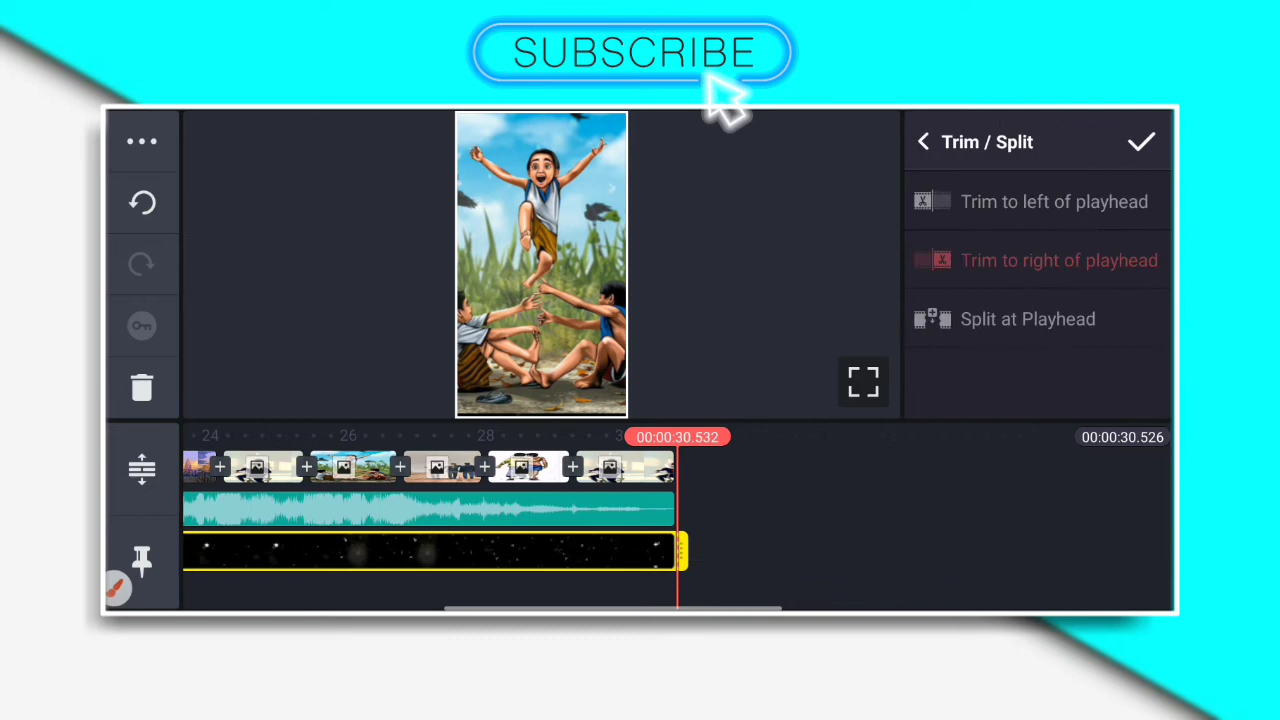 SUBSCRIBE
Trim / Split
Trim to left of playhead
Trim to right of playhead
Split at Playhead
24 26 28 3
00:00:30.532
00:00:30.526